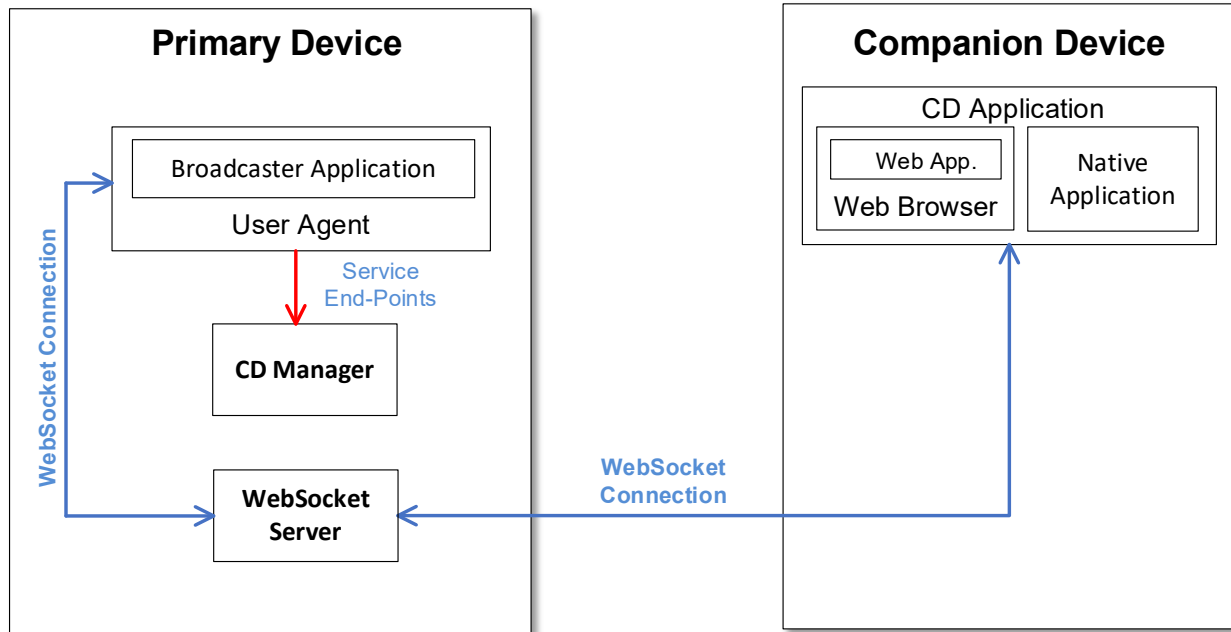 Primary Device
Broadcaster Application
User Agent
Service
End-Points
CD Manager
WebSocket Connection
WebSocket
Server
WebSocket
Connection
Companion Device
CD Application
Web App.
Web Browser
Native
Application